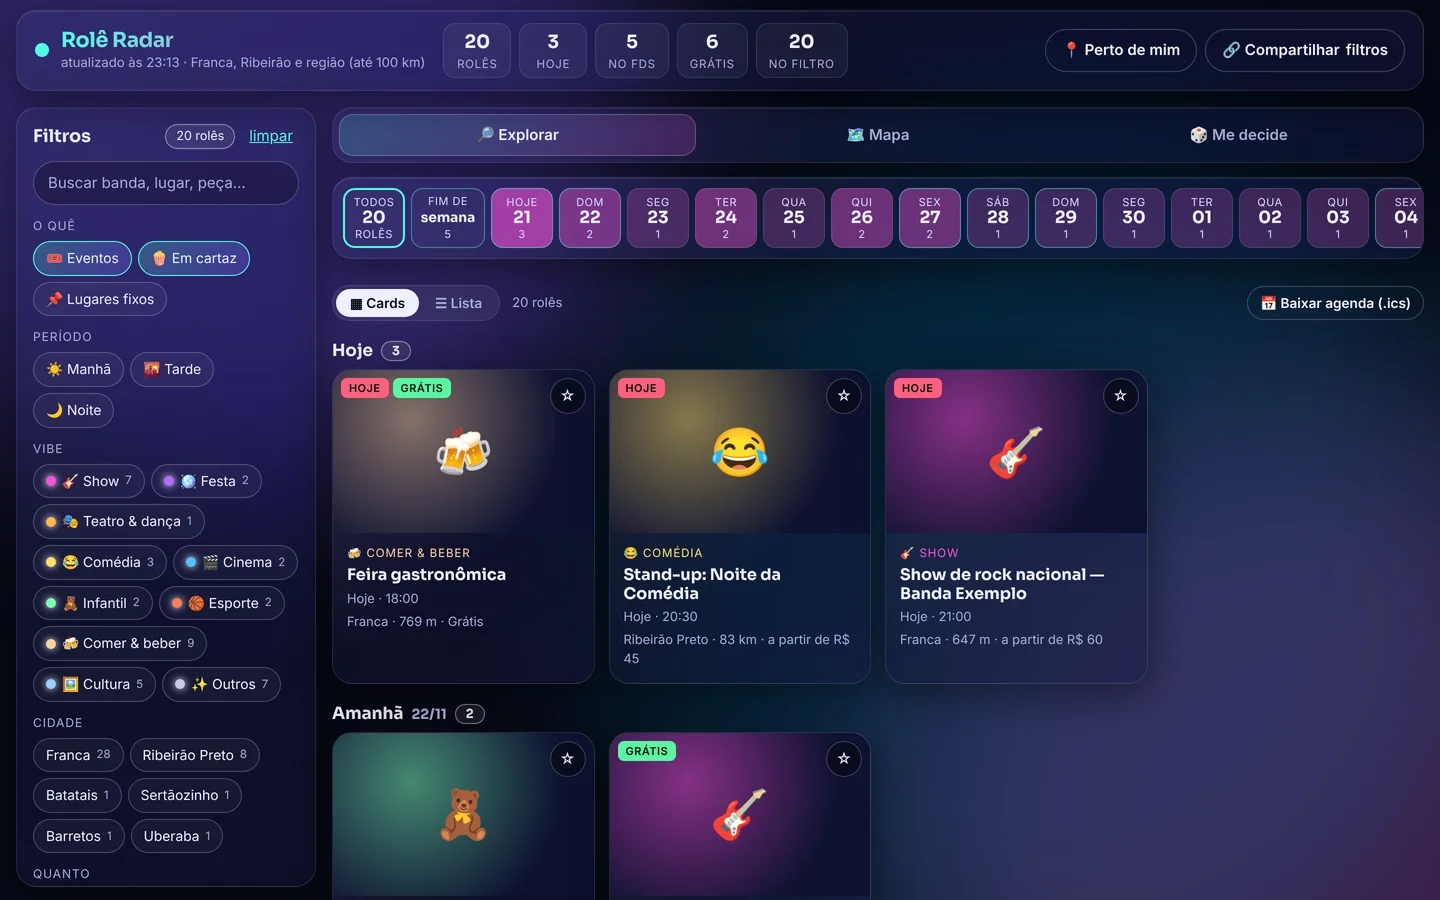 Rolê Radar
atualizado às 23:13 · Franca, Ribeirão e região (até 100 km)
20
ROLÊS
3
HOJE
5
NO FDS
6
GRÁTIS
20
NO FILTRO
📍 Perto de mim
🔗 Compartilhar filtros
Filtros
20 rolês
limpar
Buscar banda, lugar, peça...
O QUÊ
🎟️ Eventos
🍿 Em cartaz
📌 Lugares fixos
PERÍODO
☀️ Manhã
🌇 Tarde
🌙 Noite
VIBE
🎸 Show 7
🪩 Festa 2
🎭 Teatro & dança 1
😂 Comédia 3
🎬 Cinema 2
🧸 Infantil 2
🏀 Esporte 2
🍻 Comer & beber 9
🖼️ Cultura 5
✨ Outros 7
CIDADE
Franca 28
Ribeirão Preto 8
Batatais 1
Sertãozinho 1
Barretos 1
Uberaba 1
QUANTO
🔎 Explorar
🗺️ Mapa
🎲 Me decide
TODOS
20
ROLÊS
FIM DE
semana
5
HOJE
21
3
DOM
22
2
SEG
23
1
TER
24
2
QUA
25
1
QUI
26
2
SEX
27
2
SÁB
28
1
DOM
29
1
SEG
30
1
TER
01
1
QUA
02
1
QUI
03
1
SEX
04
1
▦ Cards
☰ Lista
20 rolês
📅 Baixar agenda (.ics)
Hoje 3
HOJE
GRÁTIS
☆
🍻 COMER & BEBER
Feira gastronômica
Hoje · 18:00
Franca · 769 m · Grátis
HOJE
☆
😂 COMÉDIA
Stand-up: Noite da
Comédia
Hoje · 20:30
Ribeirão Preto · 83 km · a partir de R$
45
HOJE
☆
🎸 SHOW
Show de rock nacional —
Banda Exemplo
Hoje · 21:00
Franca · 647 m · a partir de R$ 60
Amanhã 22/11 2
☆
GRÁTIS
☆